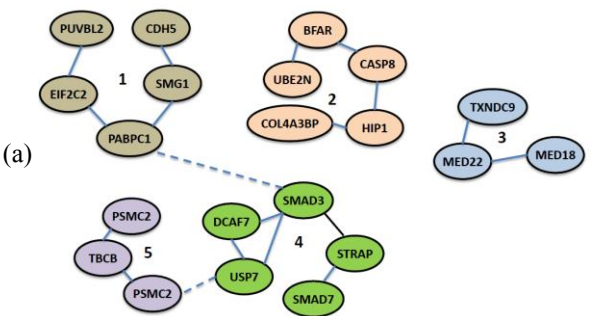 PUVBL2 CDH5
EIF2C2 1 SMG1
PABPC1
BFAR
UBE2N CASP8
2
COL4A3BP HIP1
TXNDC9
3
MED22 MED18
(a)
SMAD3
DCAF7 4
USP7 STRAP
SMAD7
PSMC2
TBCB 5
PSMC2